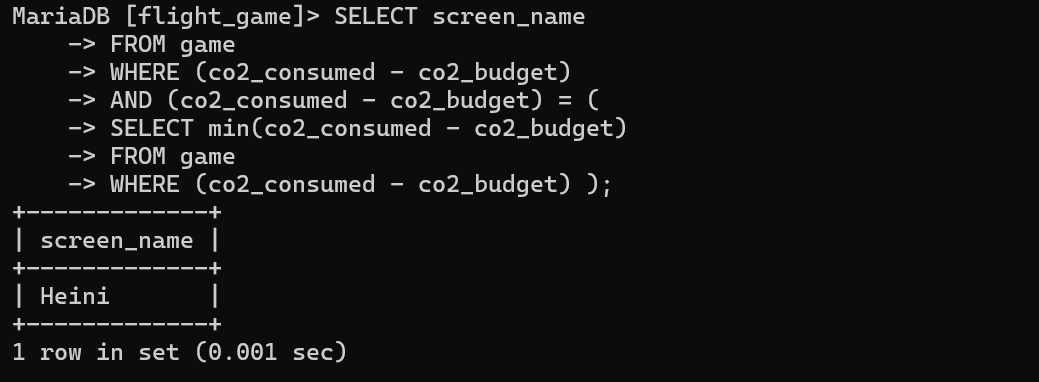 MariaDB [flight_game]> SELECT screen_name
    -> FROM game
    -> WHERE (co2_consumed - co2_budget)
    -> AND (co2_consumed - co2_budget) = (
    -> SELECT min(co2_consumed - co2_budget)
    -> FROM game
    -> WHERE (co2_consumed - co2_budget) );
+-------------+
| screen_name |
+-------------+
| Heini       |
+-------------+
1 row in set (0.001 sec)